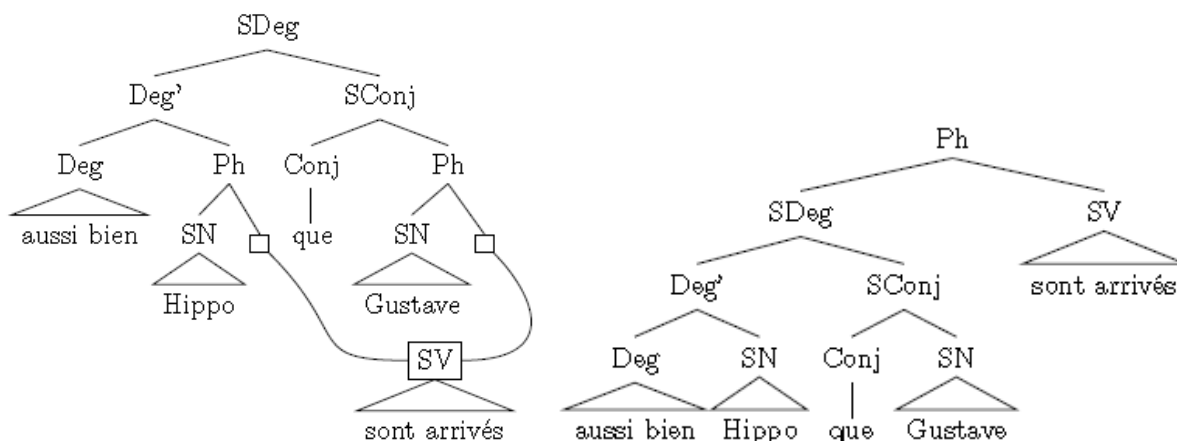 SDeg
Deg' SConj
Deg Ph Conj Ph
aussi bien SN que SN
Hippo Gustave
SV
sont arrivés
Ph
SDeg SV
Deg' SConj sont arrivés
Deg SN Conj SN
aussi bien Hippo que Gustave